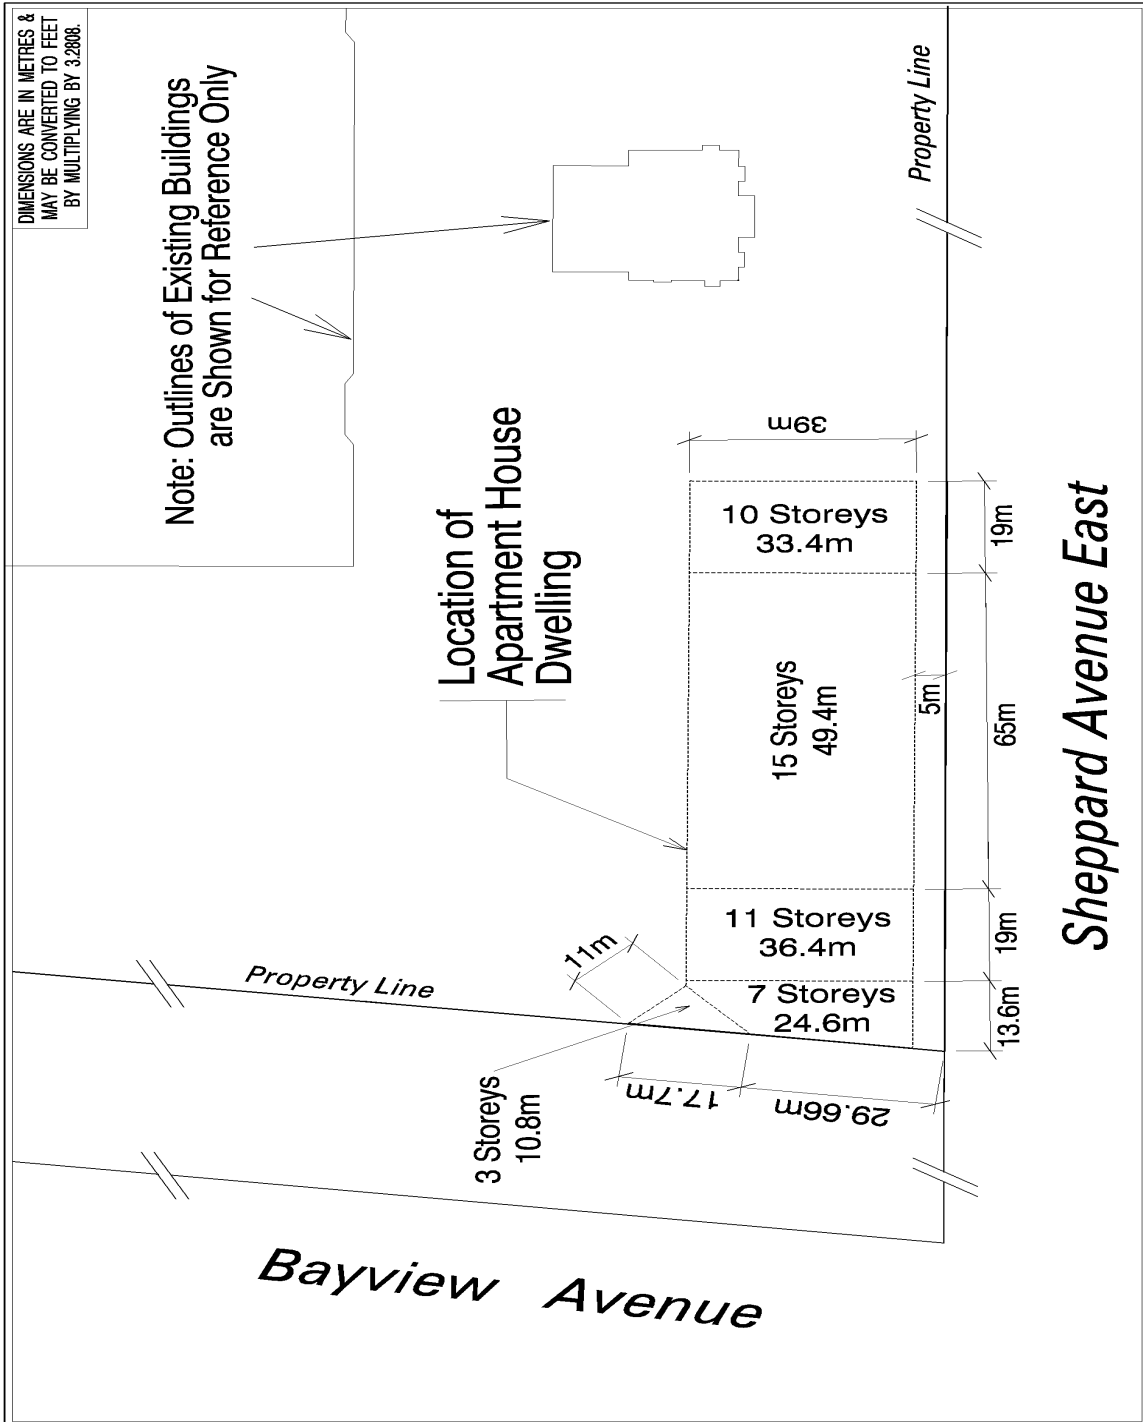 DIMENSIONS ARE IN METRES &
MAY BE CONVERTED TO FEET
BY MULTIPLYING BY 3.2808.
Note: Outlines of Existing Buildings
are Shown for Reference Only
Property Line
39m
Location of
Apartment House
Dwelling
10 Storeys
33.4m
19m
15 Storeys
49.4m
5m
65m
11 Storeys
36.4m
19m
11m
Property Line
7 Storeys
24.6m
13.6m
3 Storeys
10.8m
17.7m
29.66m
Sheppard Avenue East
Bayview Avenue